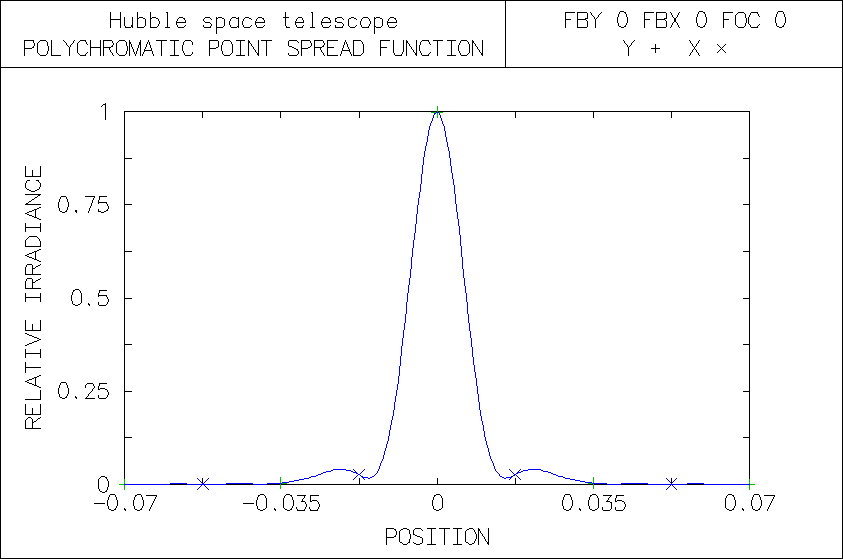 Hubble space telescope
POLYCHROMATIC POINT SPREAD FUNCTION
FBY 0 FBX 0 FOC 0
Y + X ×
RELATIVE IRRADIANCE
1
0.75
0.5
0.25
0
-0.07 -0.035 0 0.035 0.07
POSITION